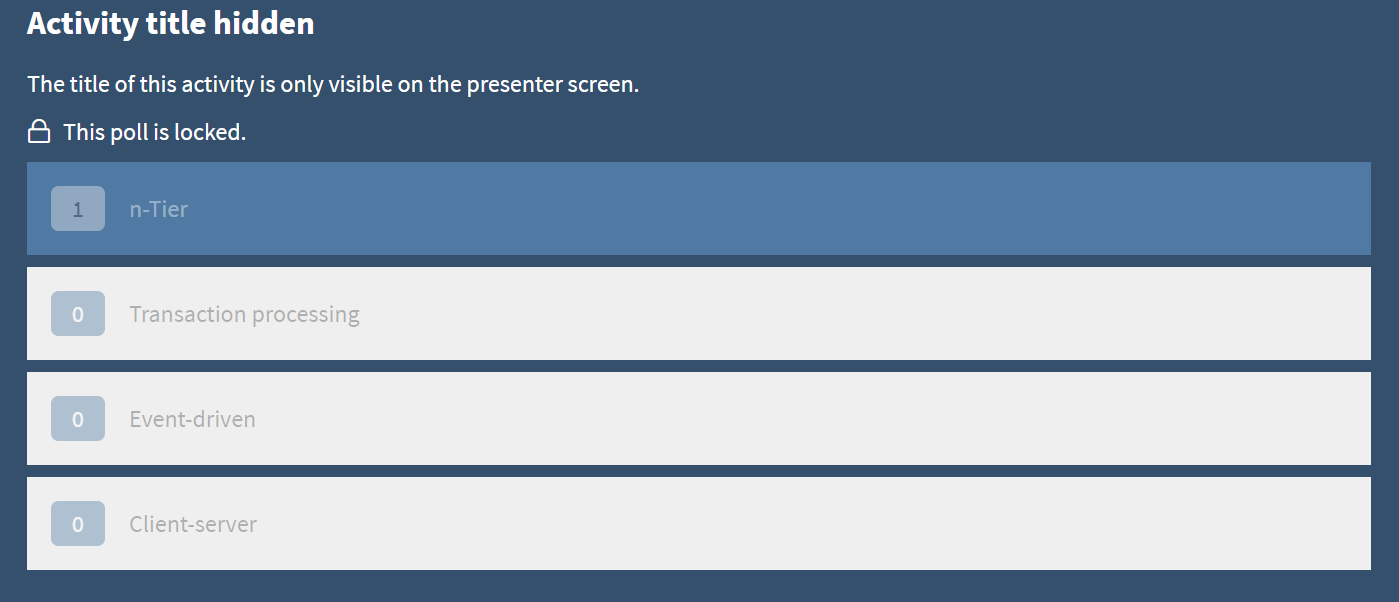 Activity title hidden
The title of this activity is only visible on the presenter screen.
This poll is locked.
1 n-Tier
0 Transaction processing
0 Event-driven
0 Client-server